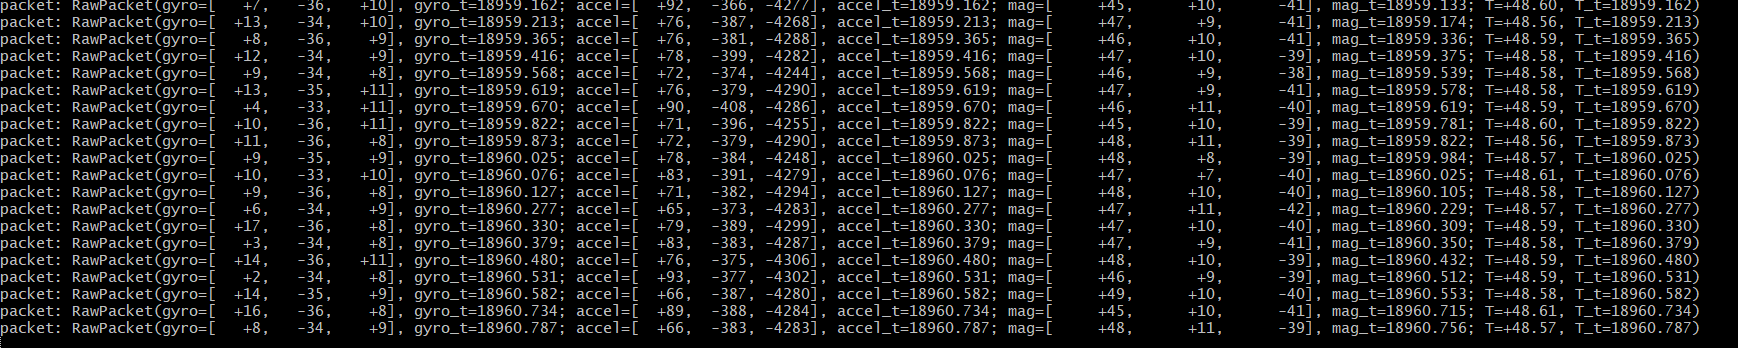 packet: RawPacket(gyro=[   +7,   -36,   +10], gyro_t=18959.162; accel=[  +92,  -366, -4277], accel_t=18959.162; mag=[     +45,      +10,      -41], mag_t=18959.133; T=+48.60, T_t=18959.162)
packet: RawPacket(gyro=[  +13,   -34,   +10], gyro_t=18959.213; accel=[  +76,  -387, -4268], accel_t=18959.213; mag=[     +47,       +9,      -41], mag_t=18959.174; T=+48.56, T_t=18959.213)
packet: RawPacket(gyro=[   +8,   -36,    +9], gyro_t=18959.365; accel=[  +76,  -381, -4288], accel_t=18959.365; mag=[     +46,      +10,      -41], mag_t=18959.336; T=+48.59, T_t=18959.365)
packet: RawPacket(gyro=[  +12,   -34,    +9], gyro_t=18959.416; accel=[  +78,  -399, -4282], accel_t=18959.416; mag=[     +47,      +10,      -39], mag_t=18959.375; T=+48.58, T_t=18959.416)
packet: RawPacket(gyro=[   +9,   -34,    +8], gyro_t=18959.568; accel=[  +72,  -374, -4244], accel_t=18959.568; mag=[     +46,       +9,      -38], mag_t=18959.539; T=+48.58, T_t=18959.568)
packet: RawPacket(gyro=[  +13,   -35,   +11], gyro_t=18959.619; accel=[  +76,  -379, -4290], accel_t=18959.619; mag=[     +47,       +9,      -41], mag_t=18959.578; T=+48.58, T_t=18959.619)
packet: RawPacket(gyro=[   +4,   -33,   +11], gyro_t=18959.670; accel=[  +90,  -408, -4286], accel_t=18959.670; mag=[     +46,      +11,      -40], mag_t=18959.619; T=+48.59, T_t=18959.670)
packet: RawPacket(gyro=[  +10,   -36,   +11], gyro_t=18959.822; accel=[  +71,  -396, -4255], accel_t=18959.822; mag=[     +45,      +10,      -39], mag_t=18959.781; T=+48.60, T_t=18959.822)
packet: RawPacket(gyro=[  +11,   -36,    +8], gyro_t=18959.873; accel=[  +72,  -379, -4290], accel_t=18959.873; mag=[     +48,      +11,      -39], mag_t=18959.822; T=+48.56, T_t=18959.873)
packet: RawPacket(gyro=[   +9,   -35,    +9], gyro_t=18960.025; accel=[  +78,  -384, -4248], accel_t=18960.025; mag=[     +48,       +8,      -39], mag_t=18959.984; T=+48.57, T_t=18960.025)
packet: RawPacket(gyro=[  +10,   -33,   +10], gyro_t=18960.076; accel=[  +83,  -391, -4279], accel_t=18960.076; mag=[     +47,       +7,      -40], mag_t=18960.025; T=+48.61, T_t=18960.076)
packet: RawPacket(gyro=[   +9,   -36,    +8], gyro_t=18960.127; accel=[  +71,  -382, -4294], accel_t=18960.127; mag=[     +48,      +10,      -40], mag_t=18960.105; T=+48.58, T_t=18960.127)
packet: RawPacket(gyro=[   +6,   -34,    +9], gyro_t=18960.277; accel=[  +65,  -373, -4283], accel_t=18960.277; mag=[     +47,      +11,      -42], mag_t=18960.229; T=+48.57, T_t=18960.277)
packet: RawPacket(gyro=[  +17,   -36,    +8], gyro_t=18960.330; accel=[  +79,  -389, -4299], accel_t=18960.330; mag=[     +47,      +10,      -40], mag_t=18960.309; T=+48.59, T_t=18960.330)
packet: RawPacket(gyro=[   +3,   -34,    +8], gyro_t=18960.379; accel=[  +83,  -383, -4287], accel_t=18960.379; mag=[     +47,       +9,      -41], mag_t=18960.350; T=+48.58, T_t=18960.379)
packet: RawPacket(gyro=[  +14,   -36,   +11], gyro_t=18960.480; accel=[  +76,  -375, -4306], accel_t=18960.480; mag=[     +48,      +10,      -39], mag_t=18960.432; T=+48.59, T_t=18960.480)
packet: RawPacket(gyro=[   +2,   -34,    +8], gyro_t=18960.531; accel=[  +93,  -377, -4302], accel_t=18960.531; mag=[     +46,       +9,      -39], mag_t=18960.512; T=+48.59, T_t=18960.531)
packet: RawPacket(gyro=[  +14,   -35,    +9], gyro_t=18960.582; accel=[  +66,  -387, -4280], accel_t=18960.582; mag=[     +49,      +10,      -40], mag_t=18960.553; T=+48.58, T_t=18960.582)
packet: RawPacket(gyro=[  +16,   -36,    +8], gyro_t=18960.734; accel=[  +89,  -388, -4284], accel_t=18960.734; mag=[     +45,      +10,      -41], mag_t=18960.715; T=+48.61, T_t=18960.734)
packet: RawPacket(gyro=[   +8,   -34,    +9], gyro_t=18960.787; accel=[  +66,  -383, -4283], accel_t=18960.787; mag=[     +48,      +11,      -39], mag_t=18960.756; T=+48.57, T_t=18960.787)